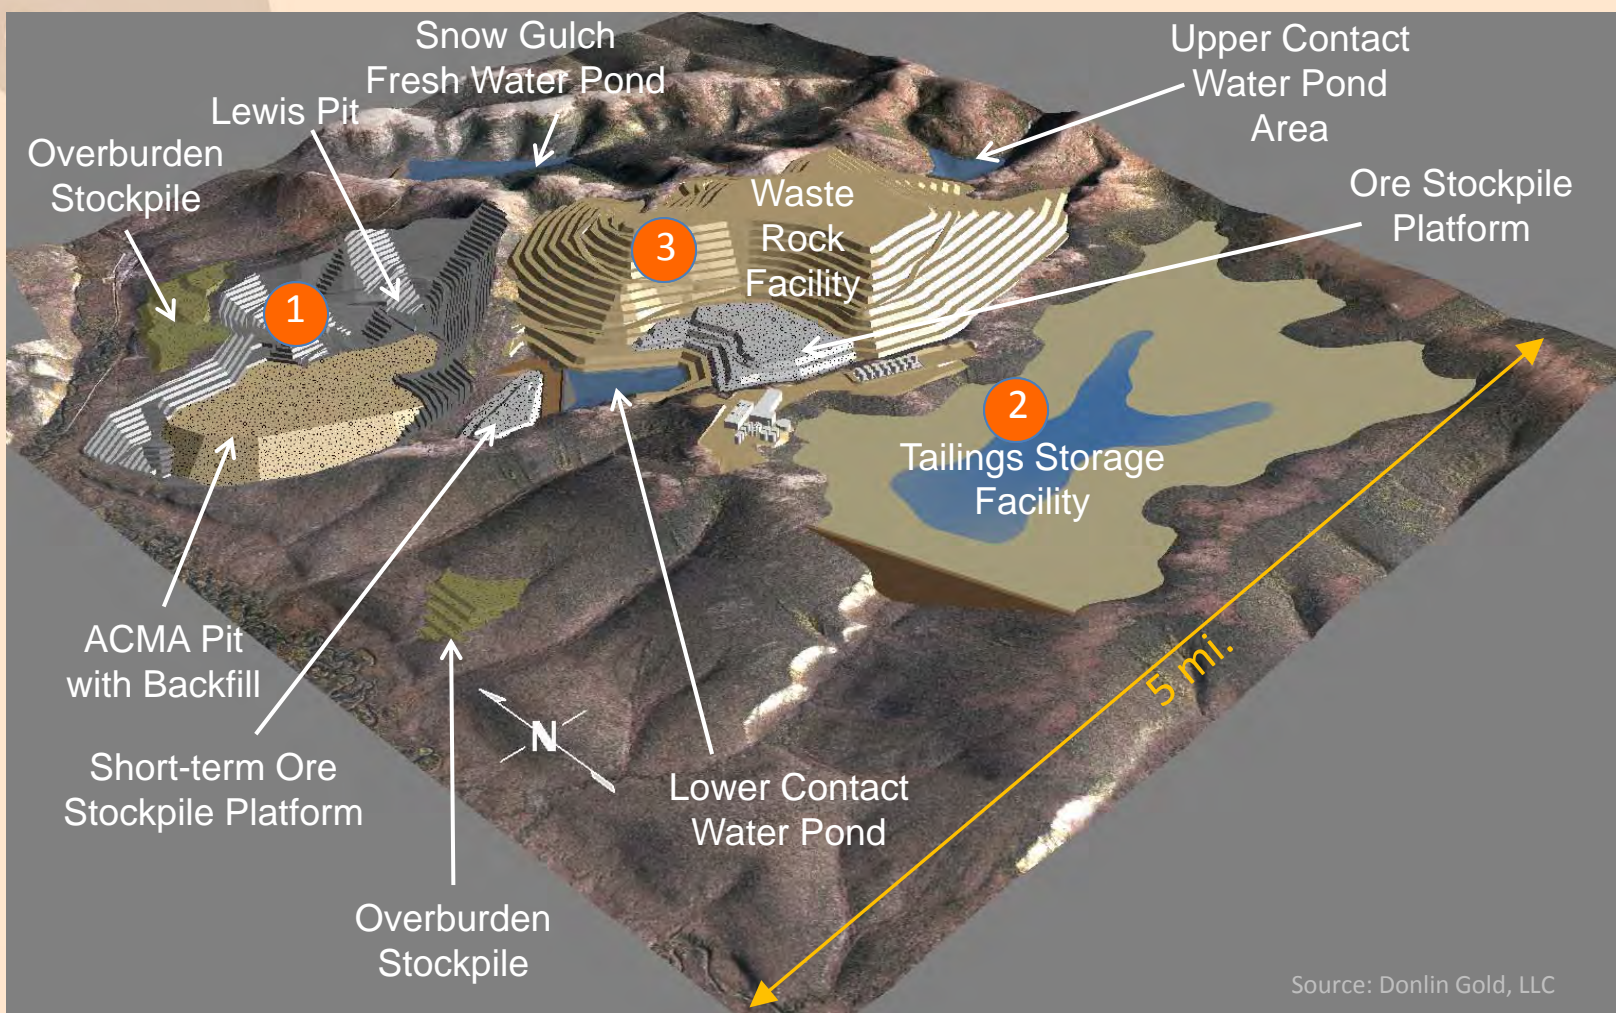 Snow Gulch
Fresh Water Pond
Upper Contact
Water Pond
Area
Lewis Pit
Overburden
Stockpile
Ore Stockpile
Platform
Waste
Rock
Facility
3
1
2
Tailings Storage
Facility
5 mi.
ACMA Pit
with Backfill
N
Short-term Ore
Stockpile Platform
Lower Contact
Water Pond
Overburden
Stockpile
Source: Donlin Gold, LLC